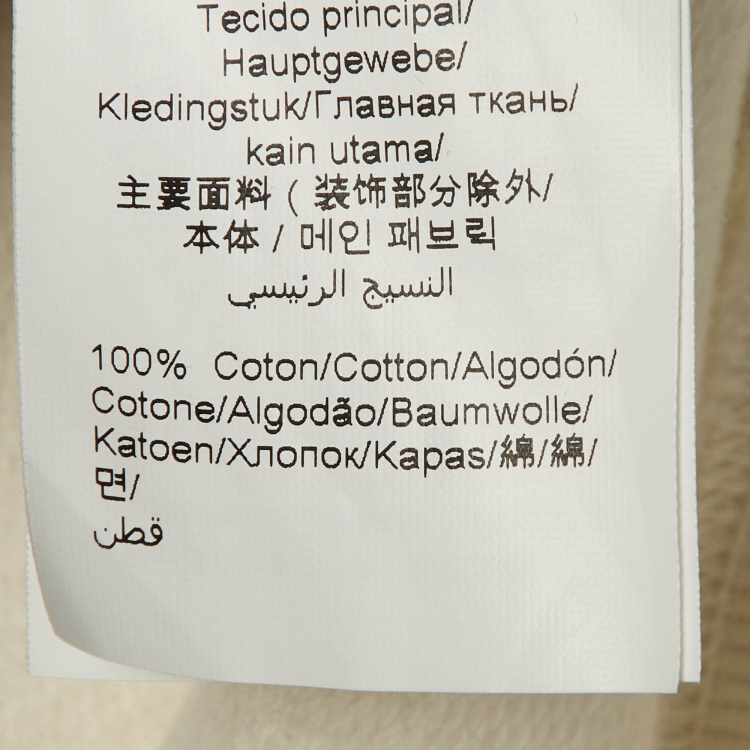 Tecido principal/
Hauptgewebe/
Kledingstuk/Главная ткань/
kain utama/
主要面料 ( 装饰部分除外/
本体 / 메인 패브릭
النسيج الرئيسي
100% Coton/Cotton/Algodón/
Cotone/Algodão/Baumwolle/
Katoen/Хлопок/Kapas/綿/綿/
면/
قطن